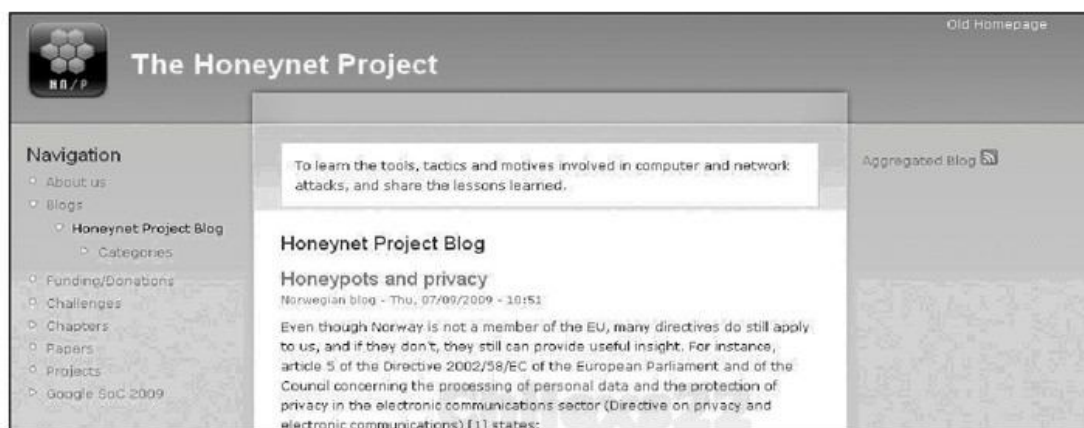 Old Homepage
The Honeynet Project
HN/P
Navigation
About us
Blogs
Honeynet Project Blog
Categories
Funding/Donations
Challenges
Chapters
Papers
Projects
Google SoC 2009
To learn the tools, tactics and motives involved in computer and network
attacks, and share the lessons learned.
Honeynet Project Blog
Honeypots and privacy
Norwegian blog - Thu, 07/09/2009 - 10:51
Even though Norway is not a member of the EU, many directives do still apply
to us, and if they don't, they still can provide useful insight. For instance,
article 5 of the Directive 2002/58/EC of the European Parliament and of the
Council concerning the processing of personal data and the protection of
privacy in the electronic communications sector (Directive on privacy and
electronic communications) [1] states:
Aggregated Blog